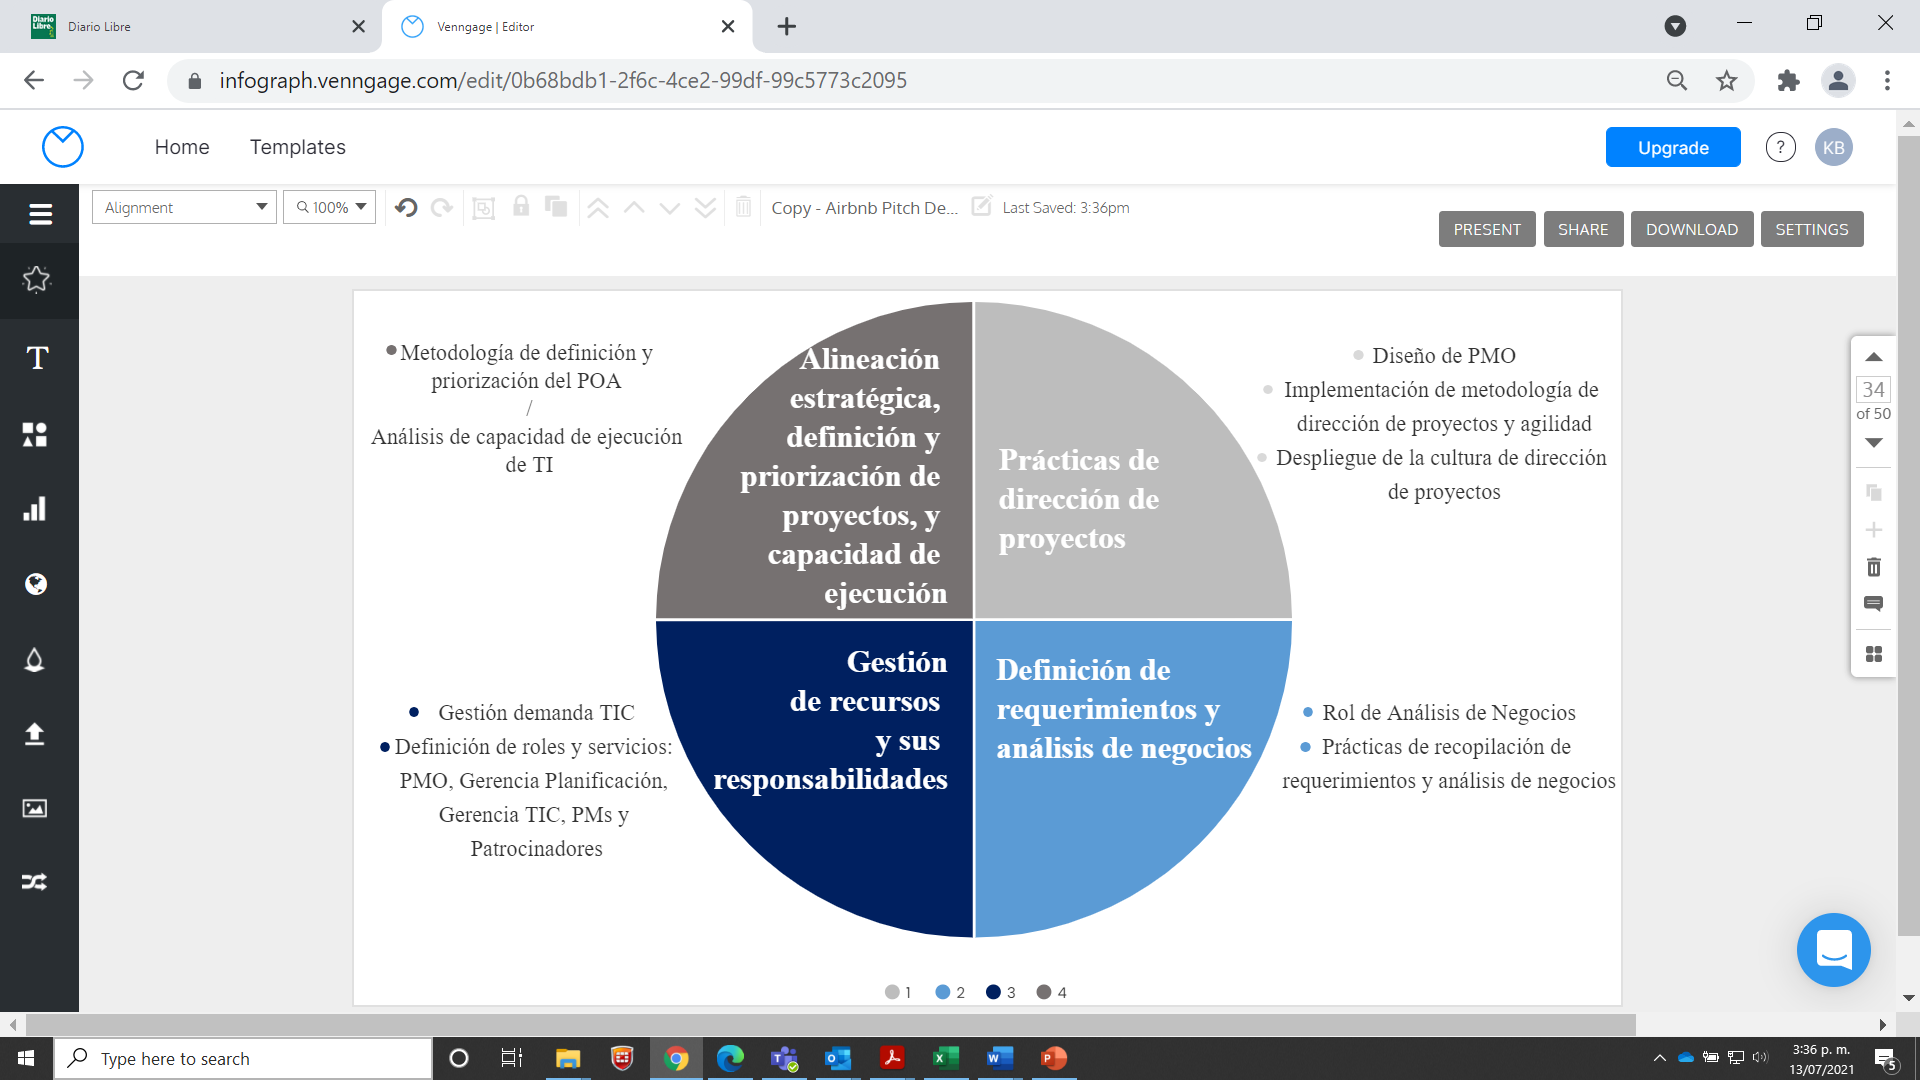 Diario Libre
Venngage | Editor
infograph.venngage.com/edit/0b68bdb1-2f6c-4ce2-99df-99c5773c2095
Home
Templates
Upgrade
?
KB
Alignment
100%
Copy - Airbnb Pitch De...
Last Saved: 3:36pm
PRESENT
SHARE
DOWNLOAD
SETTINGS
T
Metodología de definición y
priorización del POA
/
Análisis de capacidad de ejecución
de TI
Alineación
estratégica,
definición y
priorización de
proyectos, y
capacidad de
ejecución
Prácticas de
dirección de
proyectos
Diseño de PMO
Implementación de metodología de
dirección de proyectos y agilidad
Despliegue de la cultura de dirección
de proyectos
34
of 50
Gestión demanda TIC
Definición de roles y servicios:
PMO, Gerencia Planificación,
Gerencia TIC, PMs y
Patrocinadores
Gestión
de recursos
y sus
responsabilidades
Definición de
requerimientos y
análisis de negocios
Rol de Análisis de Negocios
Prácticas de recopilación de
requerimientos y análisis de negocios
1 2 3 4
Type here to search
3:36 p. m.
13/07/2021
5